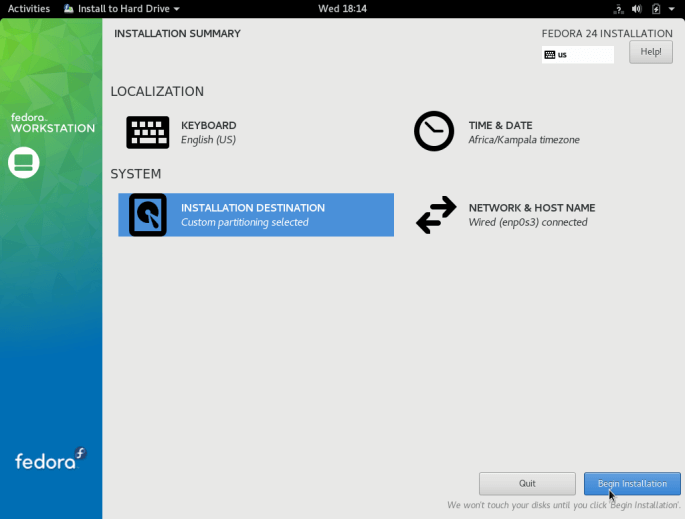 Activities Install to Hard Drive Wed 18:14
INSTALLATION SUMMARY
FEDORA 24 INSTALLATION
us
Help!
fedora
WORKSTATION
LOCALIZATION
KEYBOARD
English (US)
TIME & DATE
Africa/Kampala timezone
SYSTEM
INSTALLATION DESTINATION
Custom partitioning selected
NETWORK & HOST NAME
Wired (enp0s3) connected
fedora
Quit
Begin Installation
We won't touch your disks until you click 'Begin Installation'.